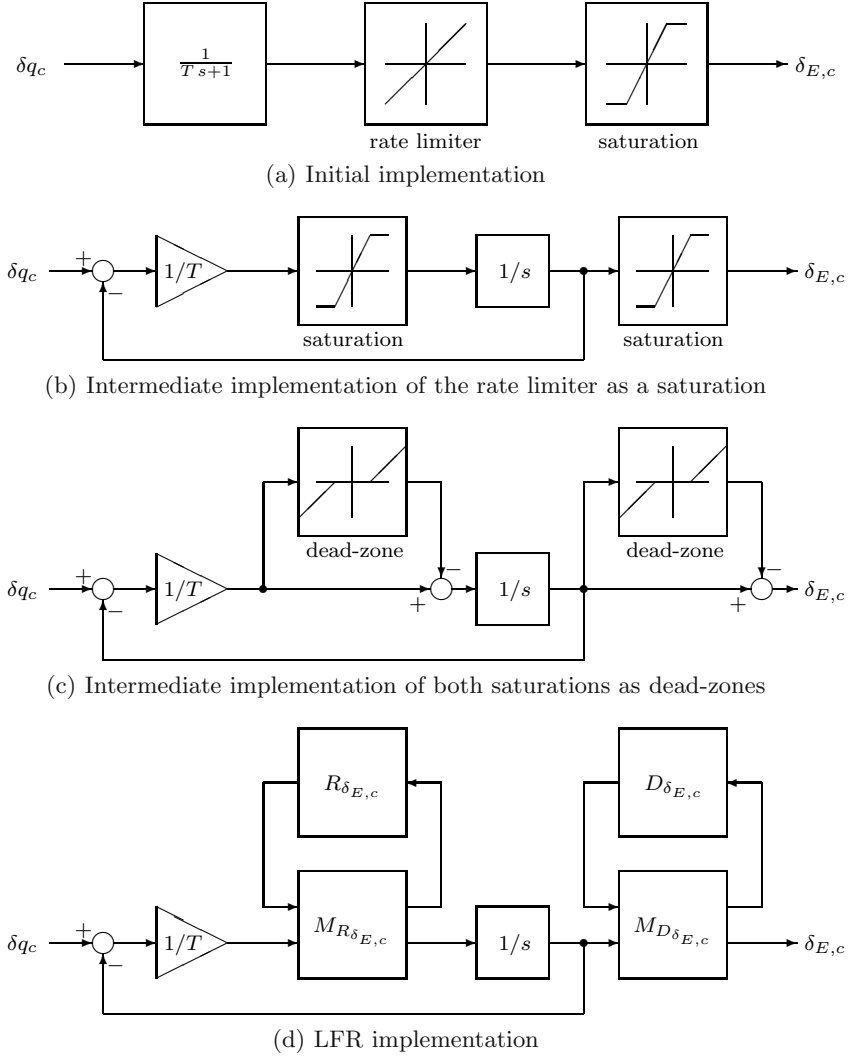 δq_c 1/(T s+1) δ_{E,c}
rate limiter saturation
(a) Initial implementation
δq_c + − 1/T 1/s δ_{E,c}
saturation saturation
(b) Intermediate implementation of the rate limiter as a saturation
dead-zone dead-zone
δq_c + − 1/T + − 1/s + − δ_{E,c}
(c) Intermediate implementation of both saturations as dead-zones
R_{δ_{E,c}} D_{δ_{E,c}}
δq_c + − 1/T M_{R_{δ_{E,c}}} 1/s M_{D_{δ_{E,c}}} δ_{E,c}
(d) LFR implementation